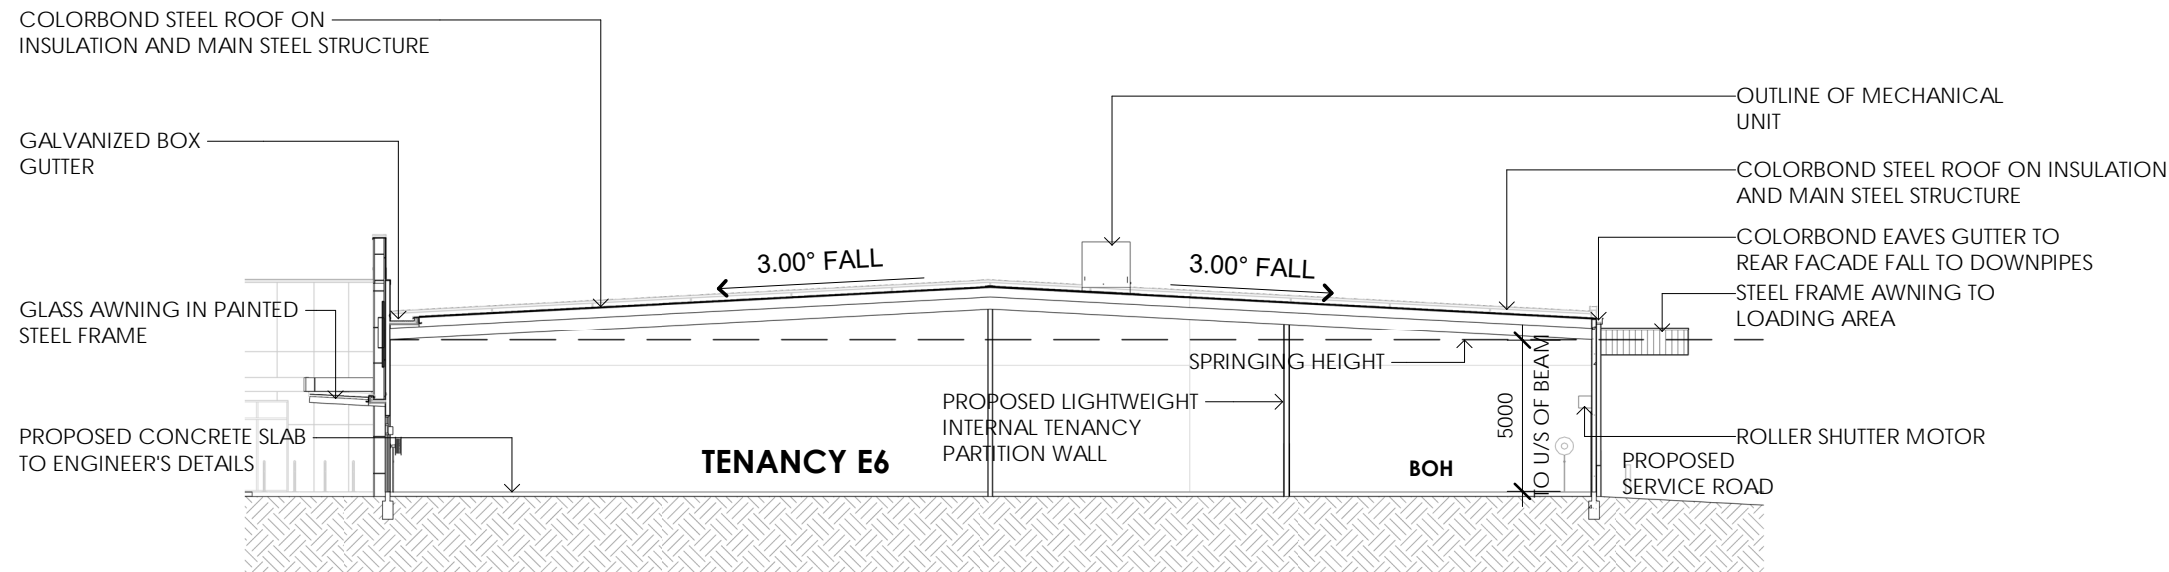 COLORBOND STEEL ROOF ON
INSULATION AND MAIN STEEL STRUCTURE
GALVANIZED BOX
GUTTER
GLASS AWNING IN PAINTED
STEEL FRAME
PROPOSED CONCRETE SLAB
TO ENGINEER'S DETAILS
3.00° FALL
3.00° FALL
SPRINGING HEIGHT
PROPOSED LIGHTWEIGHT
INTERNAL TENANCY
PARTITION WALL
TENANCY E6
BOH
5000
TO U/S OF BEAM
OUTLINE OF MECHANICAL
UNIT
COLORBOND STEEL ROOF ON INSULATION
AND MAIN STEEL STRUCTURE
COLORBOND EAVES GUTTER TO
REAR FACADE FALL TO DOWNPIPES
STEEL FRAME AWNING TO
LOADING AREA
ROLLER SHUTTER MOTOR
PROPOSED
SERVICE ROAD